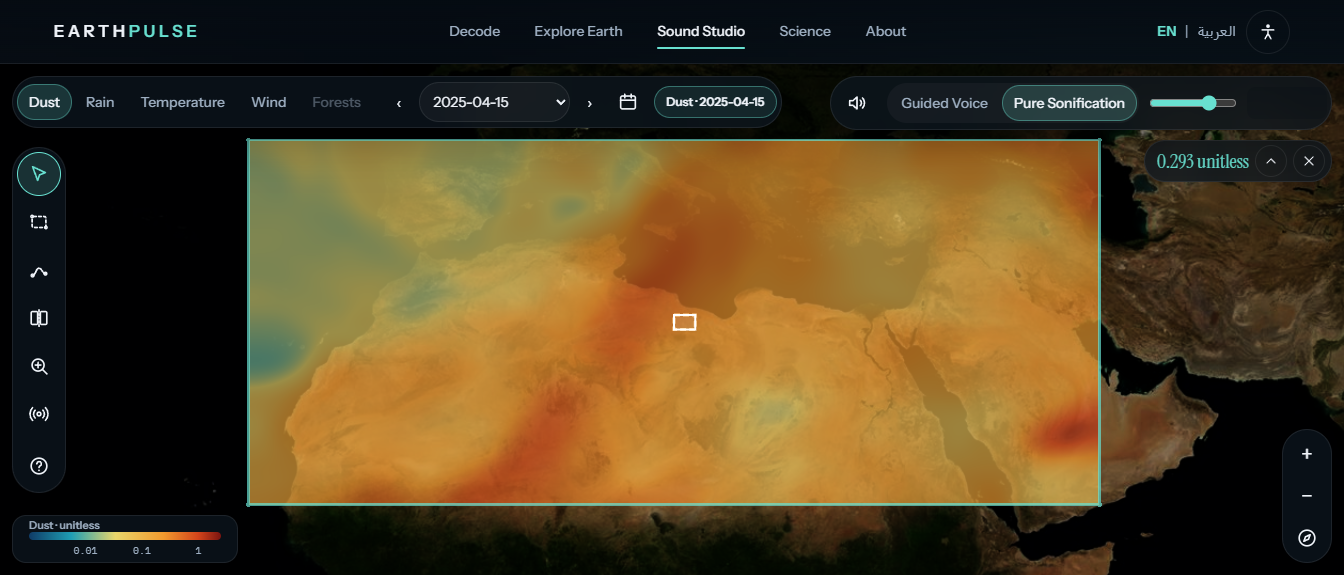 EARTHPULSE
Decode Explore Earth Sound Studio Science About
EN | العربية
Dust Rain Temperature Wind Forests ‹ 2025-04-15 › Dust · 2025-04-15
Guided Voice Pure Sonification
0.293 unitless
Dust · unitless
0.01 0.1 1